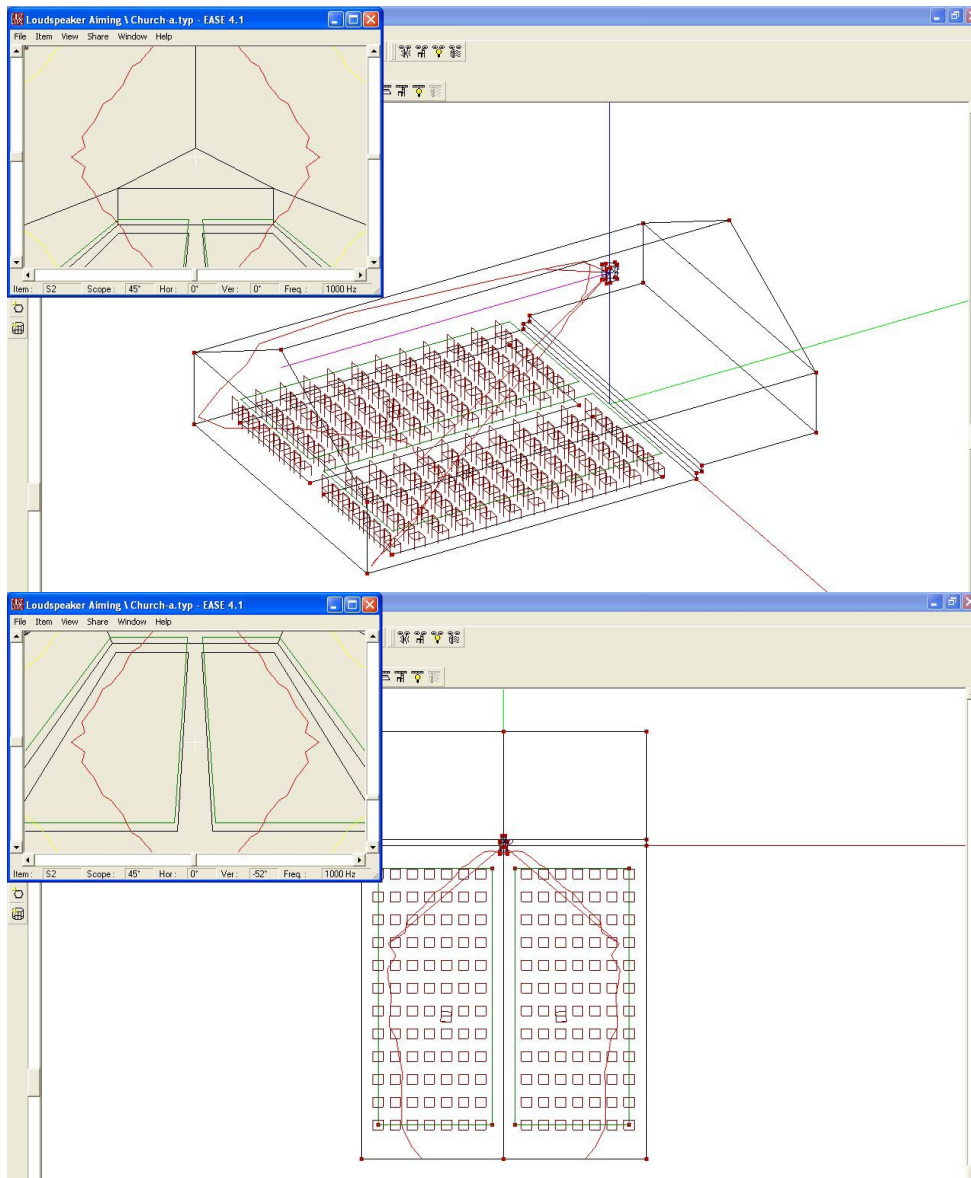 Loudspeaker Aiming \ Church-a.typ - EASE 4.1
File Item View Share Window Help
Item: S2 Scope: 45° Hor: 0° Ver: 0° Freq.: 1000 Hz
Loudspeaker Aiming \ Church-a.typ - EASE 4.1
File Item View Share Window Help
Item: S2 Scope: 45° Hor: 0° Ver: -52° Freq.: 1000 Hz